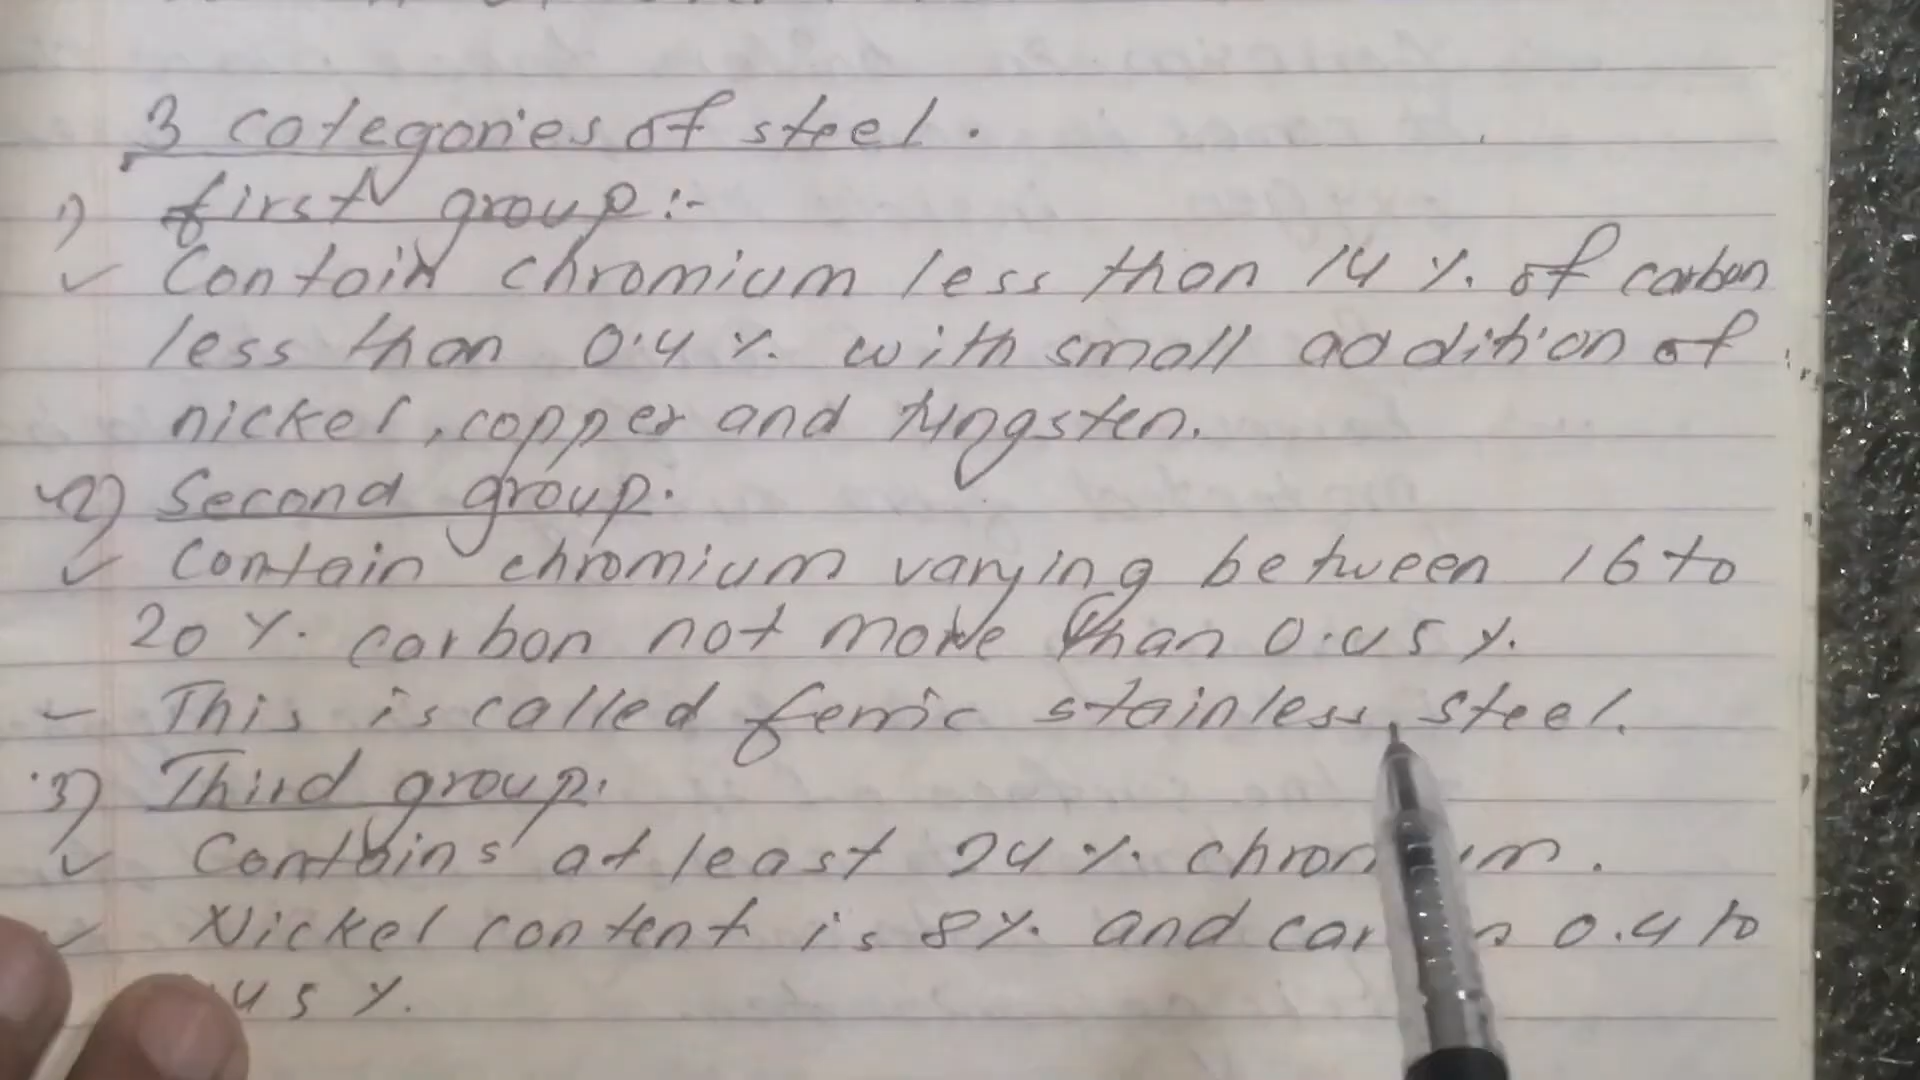 3 categories of steel.
1) first group :-
✓ Contain chromium less than 14 %. of carbon
less than 0.4 %. with small addition of
nickel, copper and tungsten.
2) Second group.
✓ Contain chromium varying between 16 to
20 %. carbon not more than 0.45 %.
- This is called ferric stainless steel.
3) Third group.
✓ Contains at least 24 %. chromium.
✓ Nickel content is 8%. and carbon 0.4 to
.45 %.